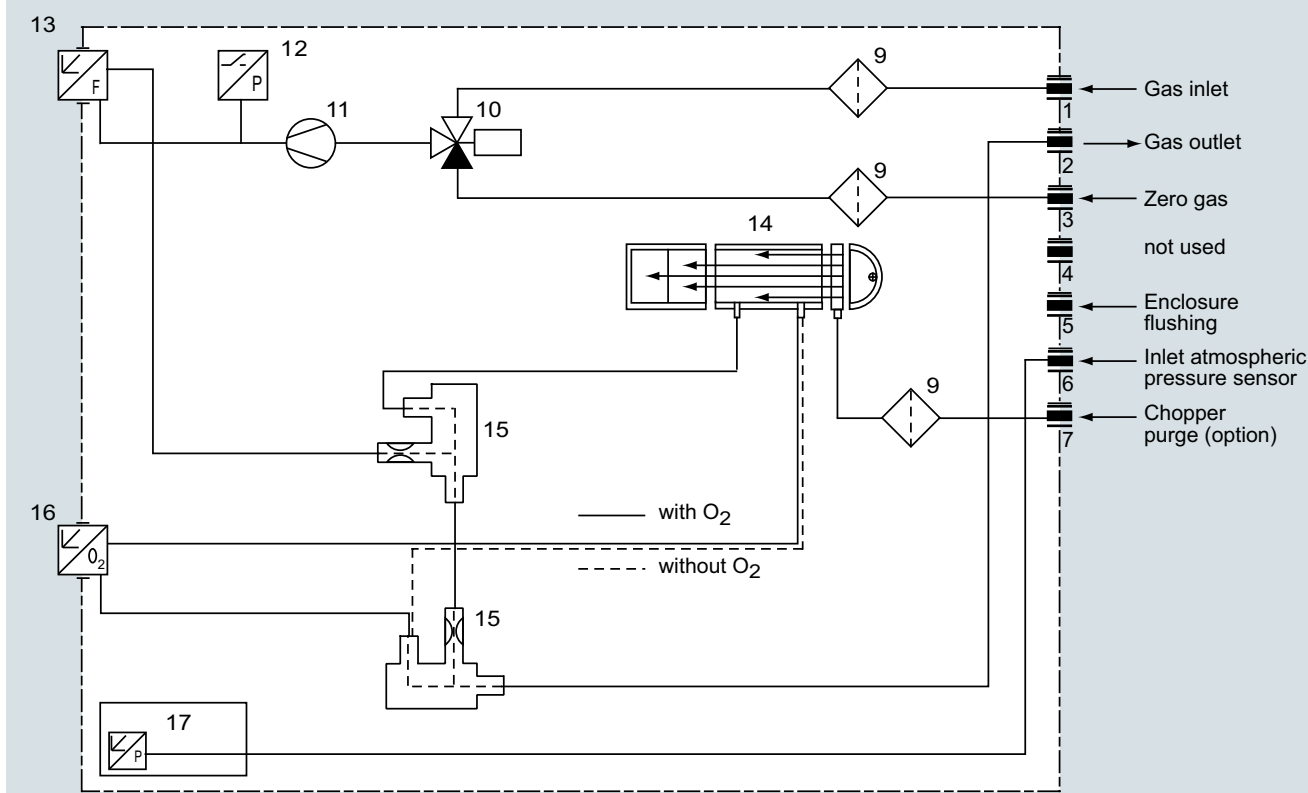 13
F
12
P
11
10
9
1
Gas inlet
2
Gas outlet
9
3
Zero gas
14
4
not used
5
Enclosure
flushing
6
Inlet atmospheric
pressure sensor
9
7
Chopper
purge (option)
15
16
O2
with O2
without O2
15
17
P